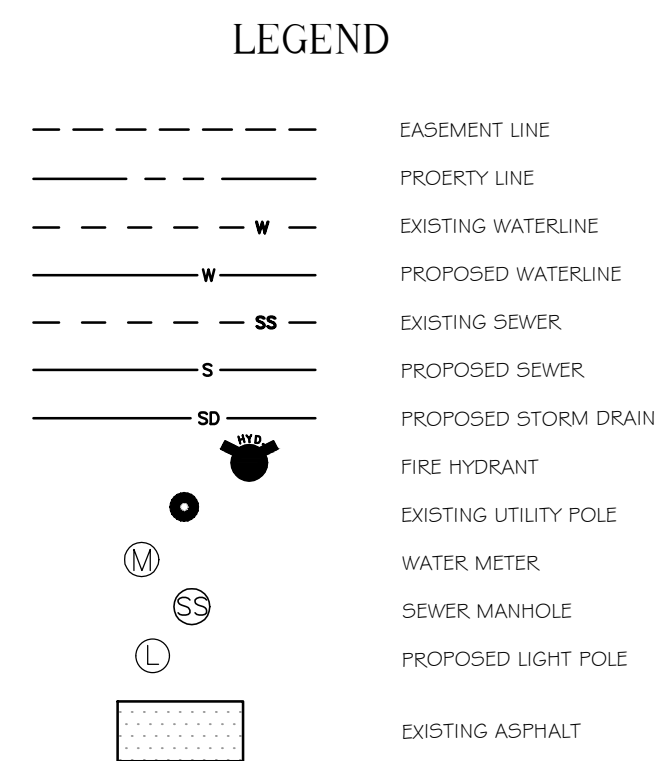 LEGEND
EASEMENT LINE
PROERTY LINE
W EXISTING WATERLINE
W PROPOSED WATERLINE
SS EXISTING SEWER
S PROPOSED SEWER
SD PROPOSED STORM DRAIN
HYD. FIRE HYDRANT
EXISTING UTILITY POLE
M WATER METER
SS SEWER MANHOLE
L PROPOSED LIGHT POLE
EXISTING ASPHALT